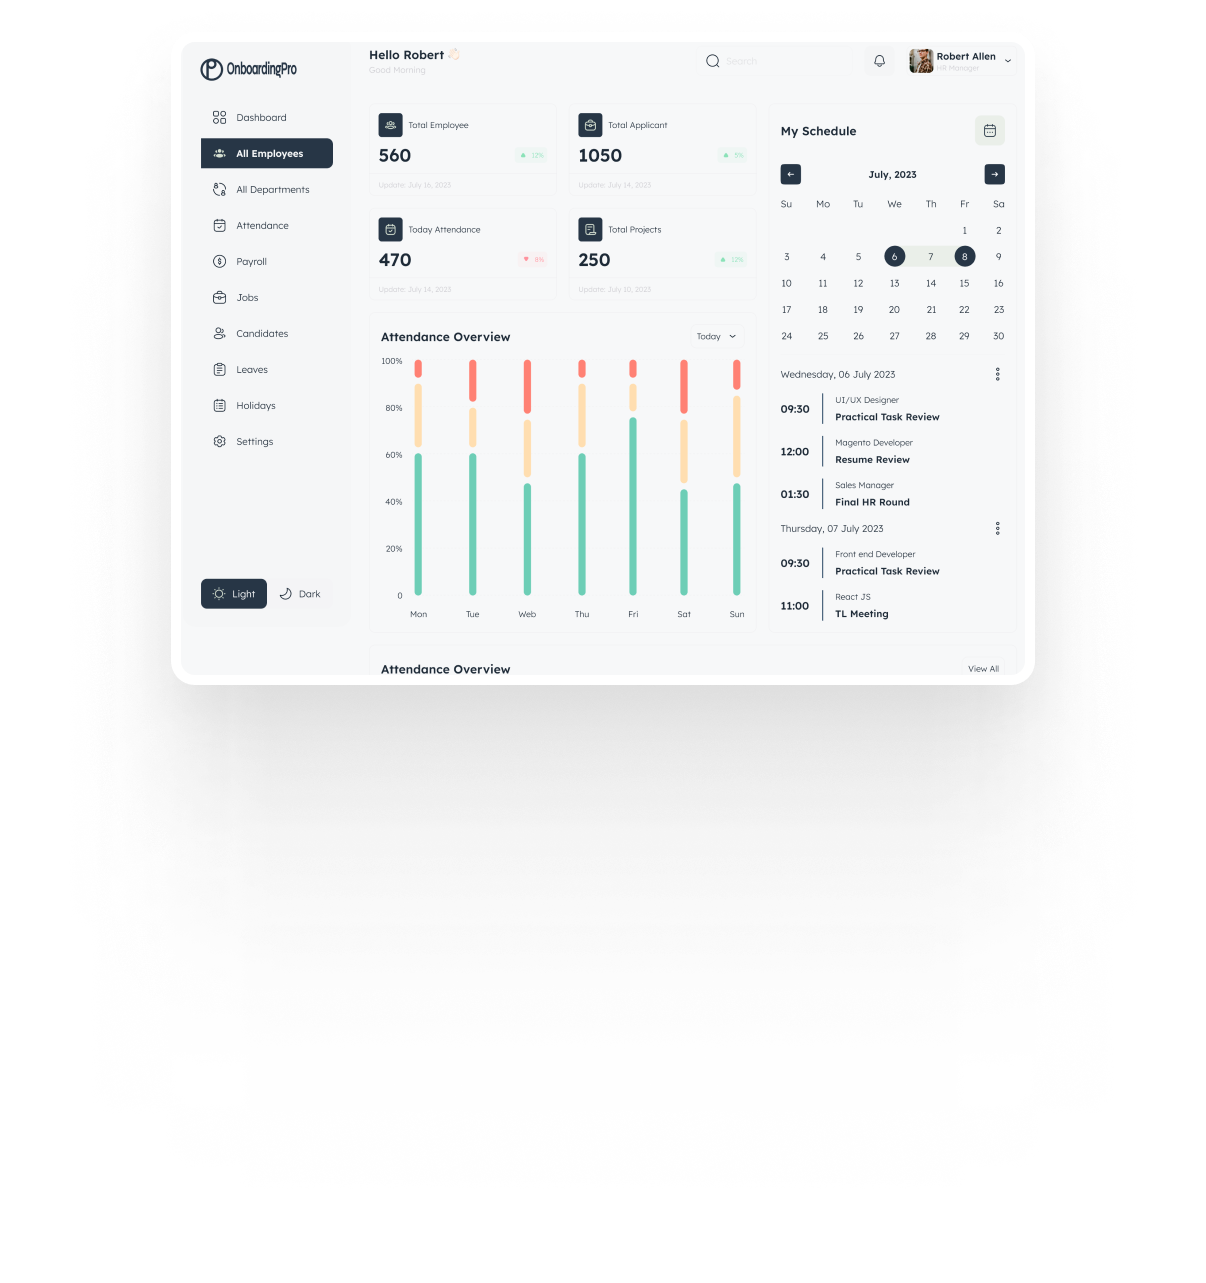 OnboardingPro
Dashboard
All Employees
All Departments
Attendance
Payroll
Jobs
Candidates
Leaves
Holidays
Settings
Light
Dark
Hello Robert
Good Morning
Search
Robert Allen
HR Manager
Total Employee
560
12%
Update: July 16, 2023
Total Applicant
1050
5%
Update: July 14, 2023
Today Attendance
470
8%
Update: July 14, 2023
Total Projects
250
12%
Update: July 10, 2023
Attendance Overview
Today
100%
80%
60%
40%
20%
0
Mon Tue Web Thu Fri Sat Sun
Attendance Overview
View All
My Schedule
July, 2023
Su Mo Tu We Th Fr Sa
1 2
3 4 5 6 7 8 9
10 11 12 13 14 15 16
17 18 19 20 21 22 23
24 25 26 27 28 29 30
Wednesday, 06 July 2023
09:30
UI/UX Designer
Practical Task Review
12:00
Magento Developer
Resume Review
01:30
Sales Manager
Final HR Round
Thursday, 07 July 2023
09:30
Front end Developer
Practical Task Review
11:00
React JS
TL Meeting